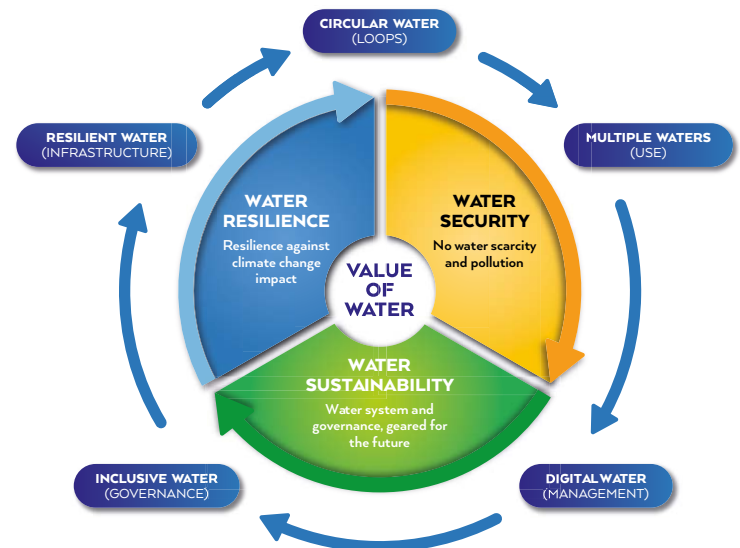 CIRCULAR WATER
(LOOPS)
RESILIENT WATER
(INFRASTRUCTURE)
MULTIPLE WATERS
(USE)
WATER
RESILIENCE
Resilience against
climate change
impact
WATER
SECURITY
No water scarcity
and pollution
VALUE
OF
WATER
WATER
SUSTAINABILITY
Water system and
governance, geared for
the future
INCLUSIVE WATER
(GOVERNANCE)
DIGITAL WATER
(MANAGEMENT)